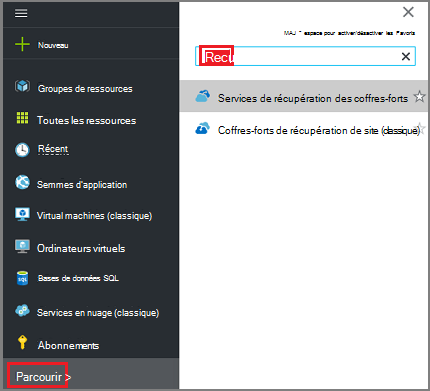 Nouveau
Groupes de ressources
Toutes les ressources
Récent
Semmes d'application
Virtual machines (classique)
Ordinateurs virtuels
Bases de données SQL
Services en nuage (classique)
Abonnements
Parcourir >
MAJ " espace pour activer/désactiver les Favoris
Recu
Services de récupération des coffres-forts
Coffres-forts de récupération de site (classique)